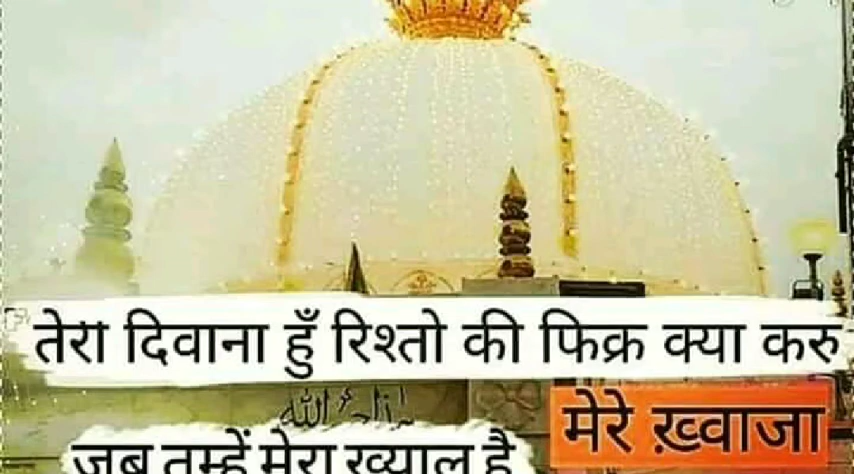 तेरा दिवाना हुँ रिश्तो की फिक्र क्या करु
मेरे ख़्वाजा
जब तुम्हें मेरा ख्याल है